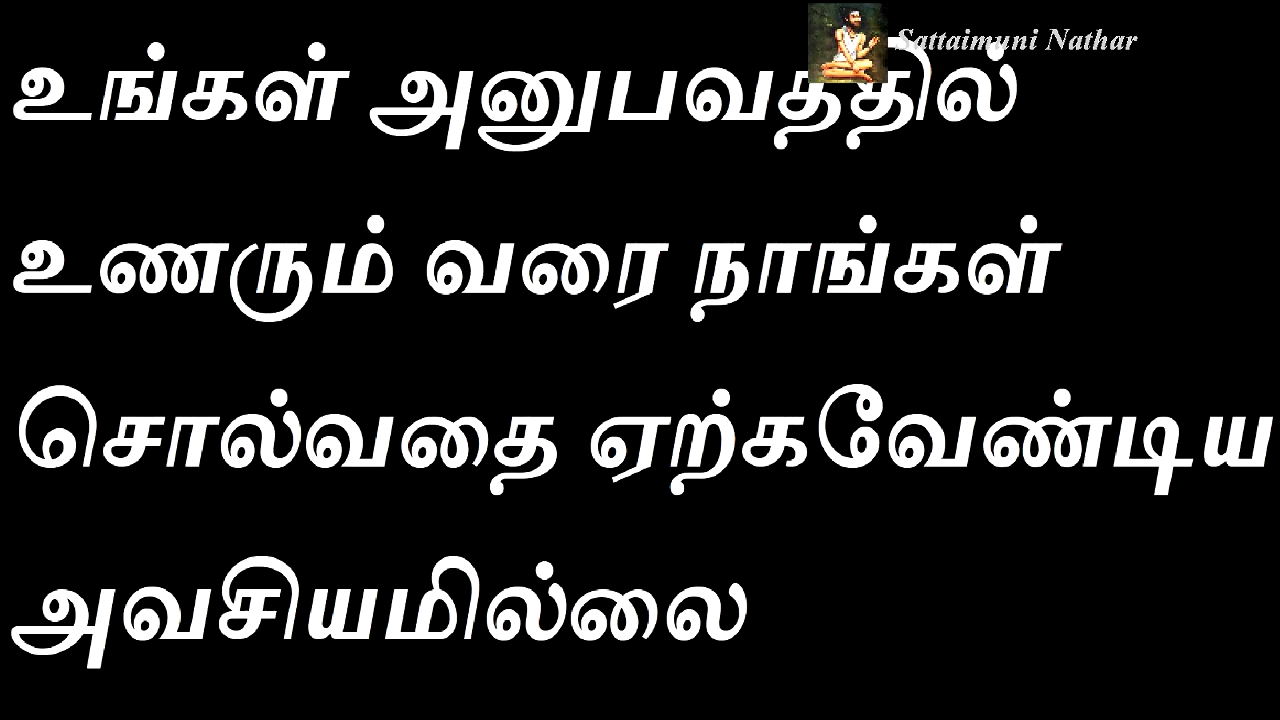 Sattaimuni Nathar
உங்கள் அனுபவத்தில்
உணரும் வரை நாங்கள்
சொல்வதை ஏற்கவேண்டிய
அவசியமில்லை